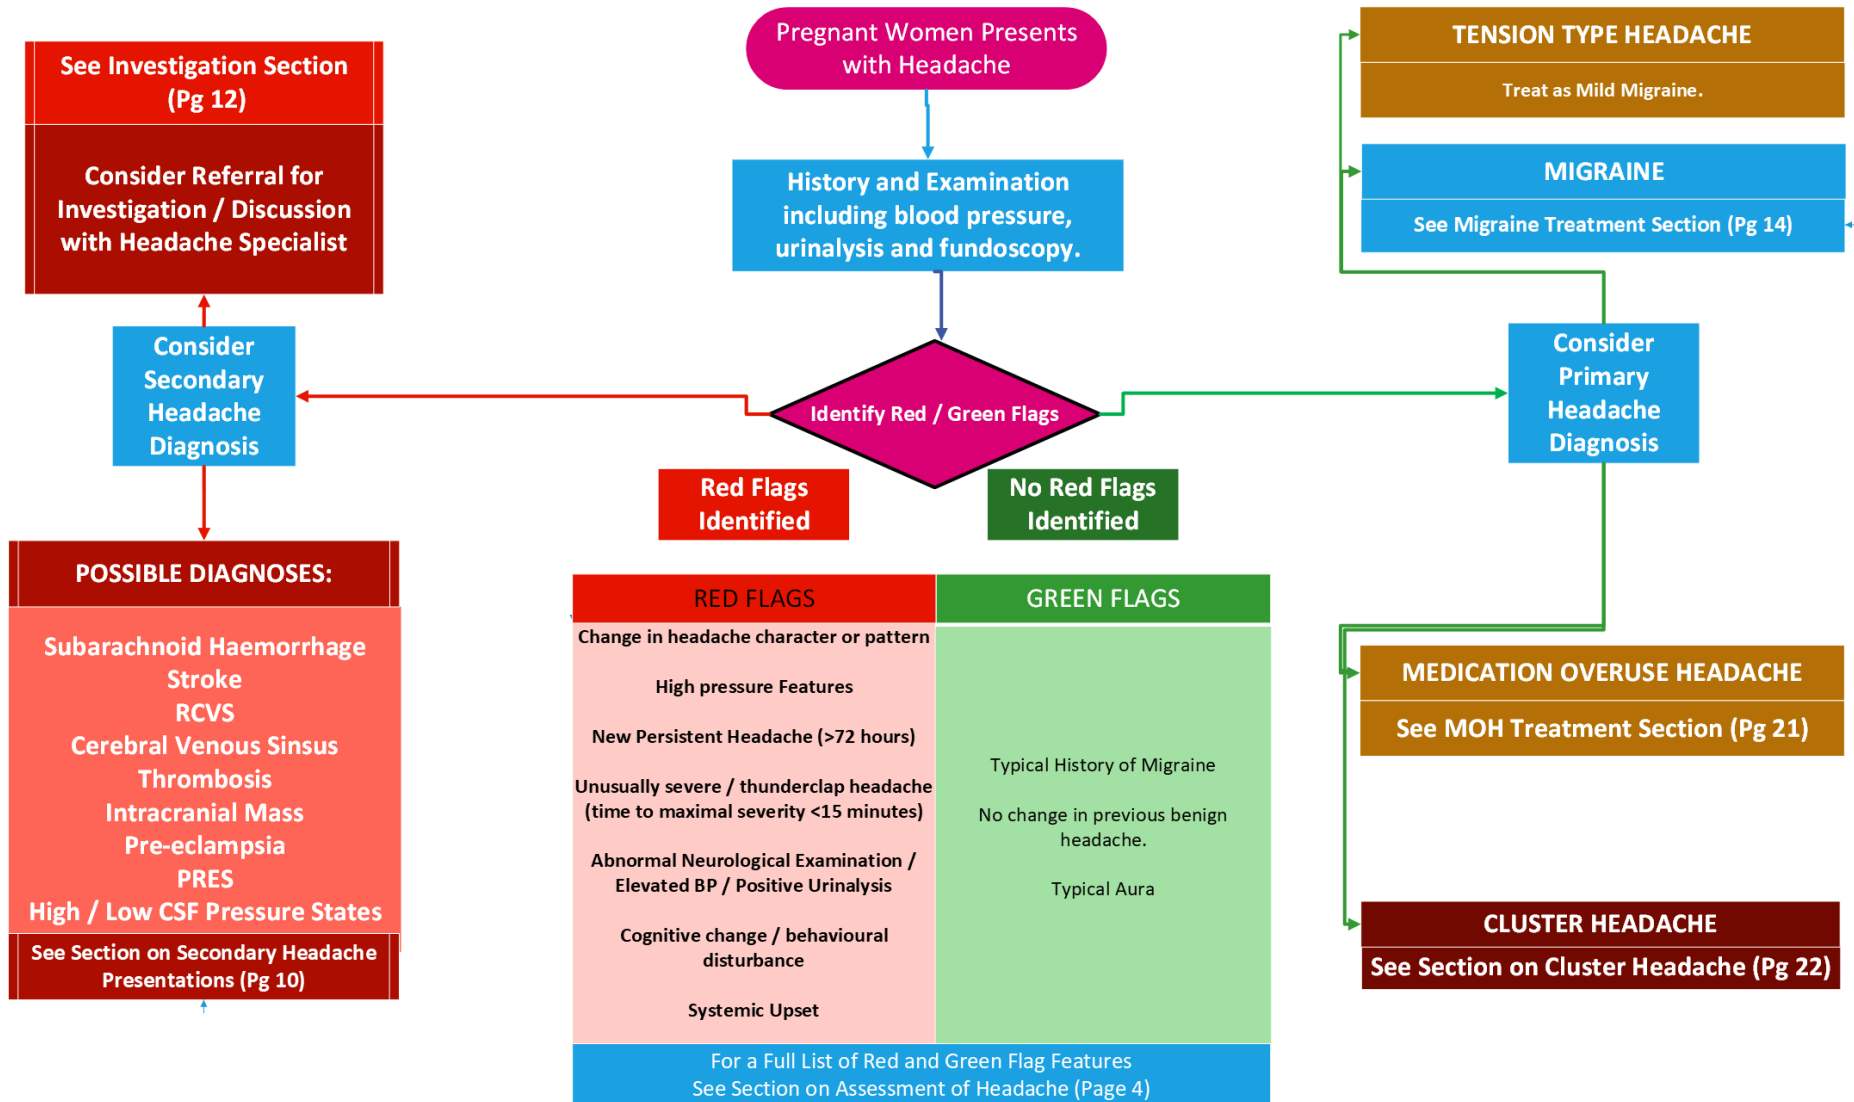 Pregnant Women Presents
with Headache
History and Examination
including blood pressure,
urinalysis and fundoscopy.
Identify Red / Green Flags
Red Flags
Identified
No Red Flags
Identified
See Investigation Section
(Pg 12)
Consider Referral for
Investigation / Discussion
with Headache Specialist
Consider
Secondary
Headache
Diagnosis
POSSIBLE DIAGNOSES:
Subarachnoid Haemorrhage
Stroke
RCVS
Cerebral Venous Sinsus
Thrombosis
Intracranial Mass
Pre-eclampsia
PRES
High / Low CSF Pressure States
See Section on Secondary Headache
Presentations (Pg 10)
RED FLAGS
Change in headache character or pattern
High pressure Features
New Persistent Headache (>72 hours)
Unusually severe / thunderclap headache
(time to maximal severity <15 minutes)
Abnormal Neurological Examination /
Elevated BP / Positive Urinalysis
Cognitive change / behavioural
disturbance
Systemic Upset
GREEN FLAGS
Typical History of Migraine
No change in previous benign
headache.
Typical Aura
For a Full List of Red and Green Flag Features
See Section on Assessment of Headache (Page 4)
TENSION TYPE HEADACHE
Treat as Mild Migraine.
MIGRAINE
See Migraine Treatment Section (Pg 14)
Consider
Primary
Headache
Diagnosis
MEDICATION OVERUSE HEADACHE
See MOH Treatment Section (Pg 21)
CLUSTER HEADACHE
See Section on Cluster Headache (Pg 22)